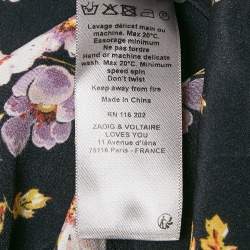 Lavage délicat main ou
machine. Max 20°C.
Essorage minimum
Ne pas tordre
Hand or machine delicate
wash. Max 20°C. Minimum
speed spin
Don't twist
Keep away from fire
Made in China
RN 116 202
ZADIG & VOLTAIRE
LOVES YOU
11 Avenue d'Iéna
75116 Paris - FRANCE